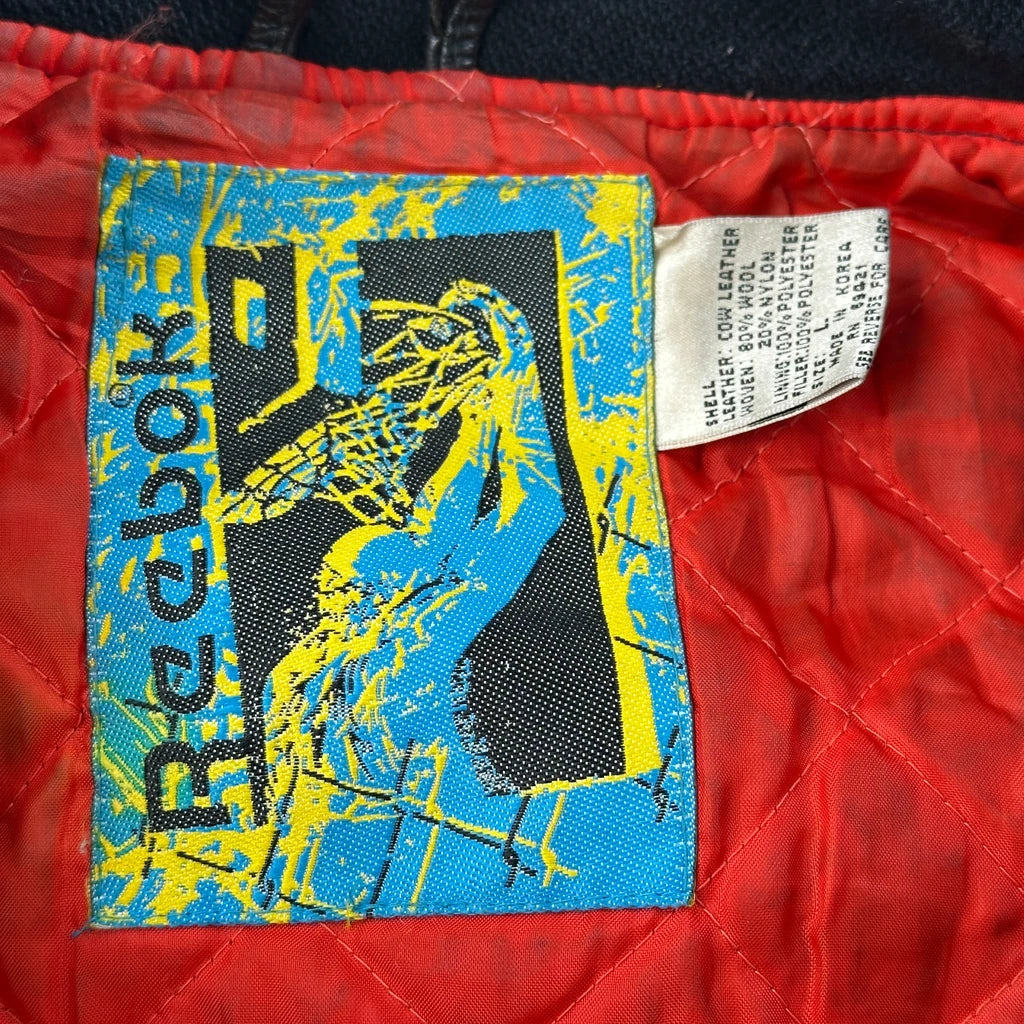 Reebok®
SHELL
LEATHER: COW LEATHER
WOVEN: 80% WOOL
20% NYLON
LINING:100% POLYESTER
FILLER:100% POLYESTER
SIZE: L
MADE IN KOREA
RN 69421
SEE REVERSE FOR CARE